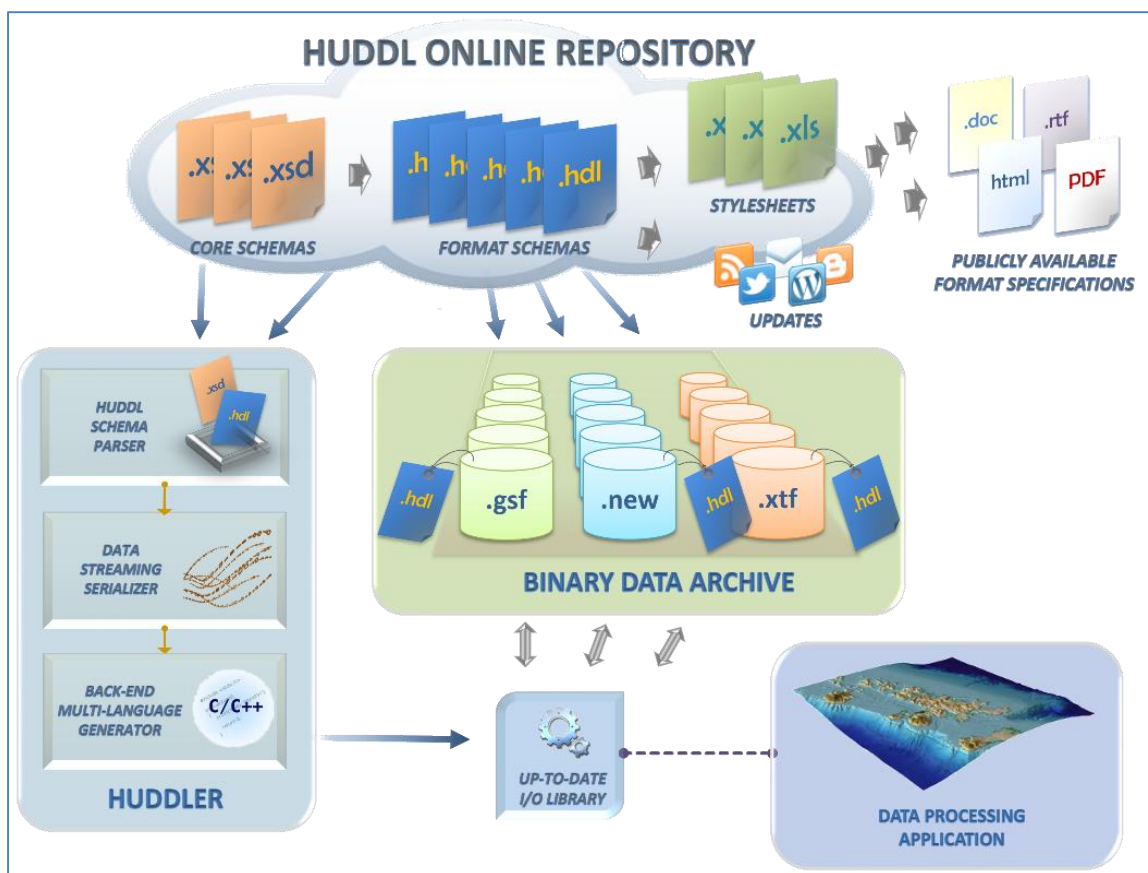 HUDDL ONLINE REPOSITORY
.xs
.xs
.xsd
.h
.h
.h
.h
.hdl
.x
.x
.xls
.doc
.rtf
html
PDF
CORE SCHEMAS
FORMAT SCHEMAS
STYLESHEETS
UPDATES
PUBLICLY AVAILABLE
FORMAT SPECIFICATIONS
HUDDL
SCHEMA
PARSER
.xsd
.hdl
DATA
STREAMING
SERIALIZER
BACK-END
MULTI-LANGUAGE
GENERATOR
C/C++
HUDDLER
.hdl
.gsf
.new
.hdl
.xtf
.hdl
BINARY DATA ARCHIVE
UP-TO-DATE
I/O LIBRARY
DATA PROCESSING
APPLICATION